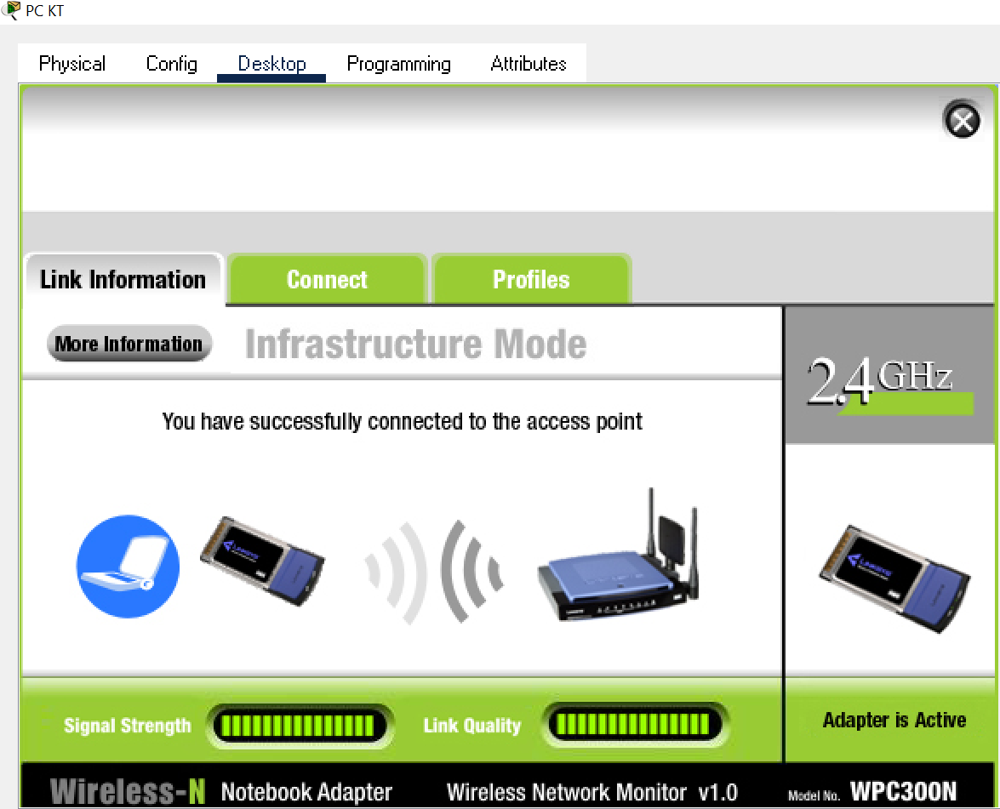 PC KT
Physical Config Desktop Programming Attributes
Link Information Connect Profiles
More Information Infrastructure Mode
2.4GHz
You have successfully connected to the access point
LINKSYS
LINKSYS
Signal Strength Link Quality Adapter is Active
Wireless-N Notebook Adapter Wireless Network Monitor v1.0 Model No. WPC300N